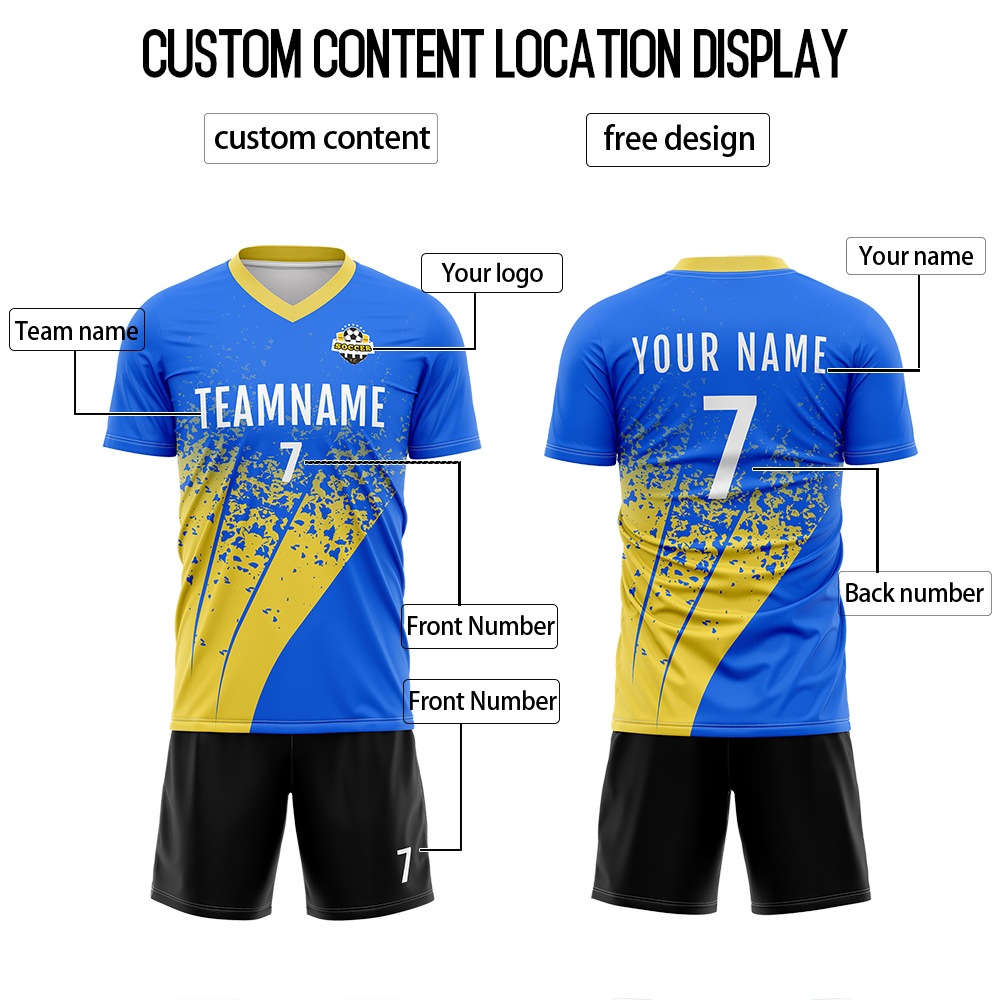 CUSTOM CONTENT LOCATION DISPLAY
custom content
free design
Your name
Your logo
Team name
SOCCER
YOUR NAME
TEAMNAME
7
7
Back number
Front Number
Front Number
7